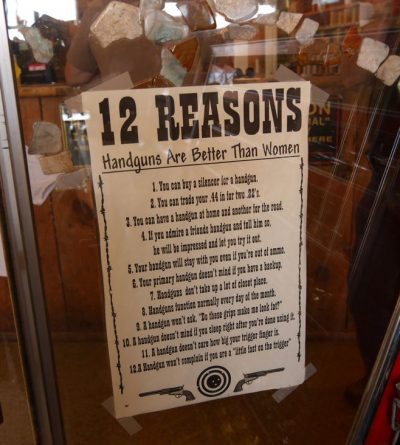 12 REASONS
Handguns Are Better Than Women
1. You can buy a silencer for a handgun.
2. You can trade your .44 in for two .22's.
3. You can have a handgun at home and another for the road.
4. If you admire a friends handgun and tell him so,
he will be impressed and let you try it out.
5. Your handgun will stay with you even if you're out of ammo.
6. Your primary handgun doesn't mind if you have a backup.
7. Handguns don't take up a lot of closet place.
8. Handguns function normally every day of the month.
9. A handgun won't ask, "Do these grips make me look fat?"
10. A handgun doesn't mind if you sleep right after you're done using it.
11. A handgun doesn't care how big your trigger finger is.
12. A Handgun won't complain if you are a "little fast on the trigger"
ON
AL"
HERE